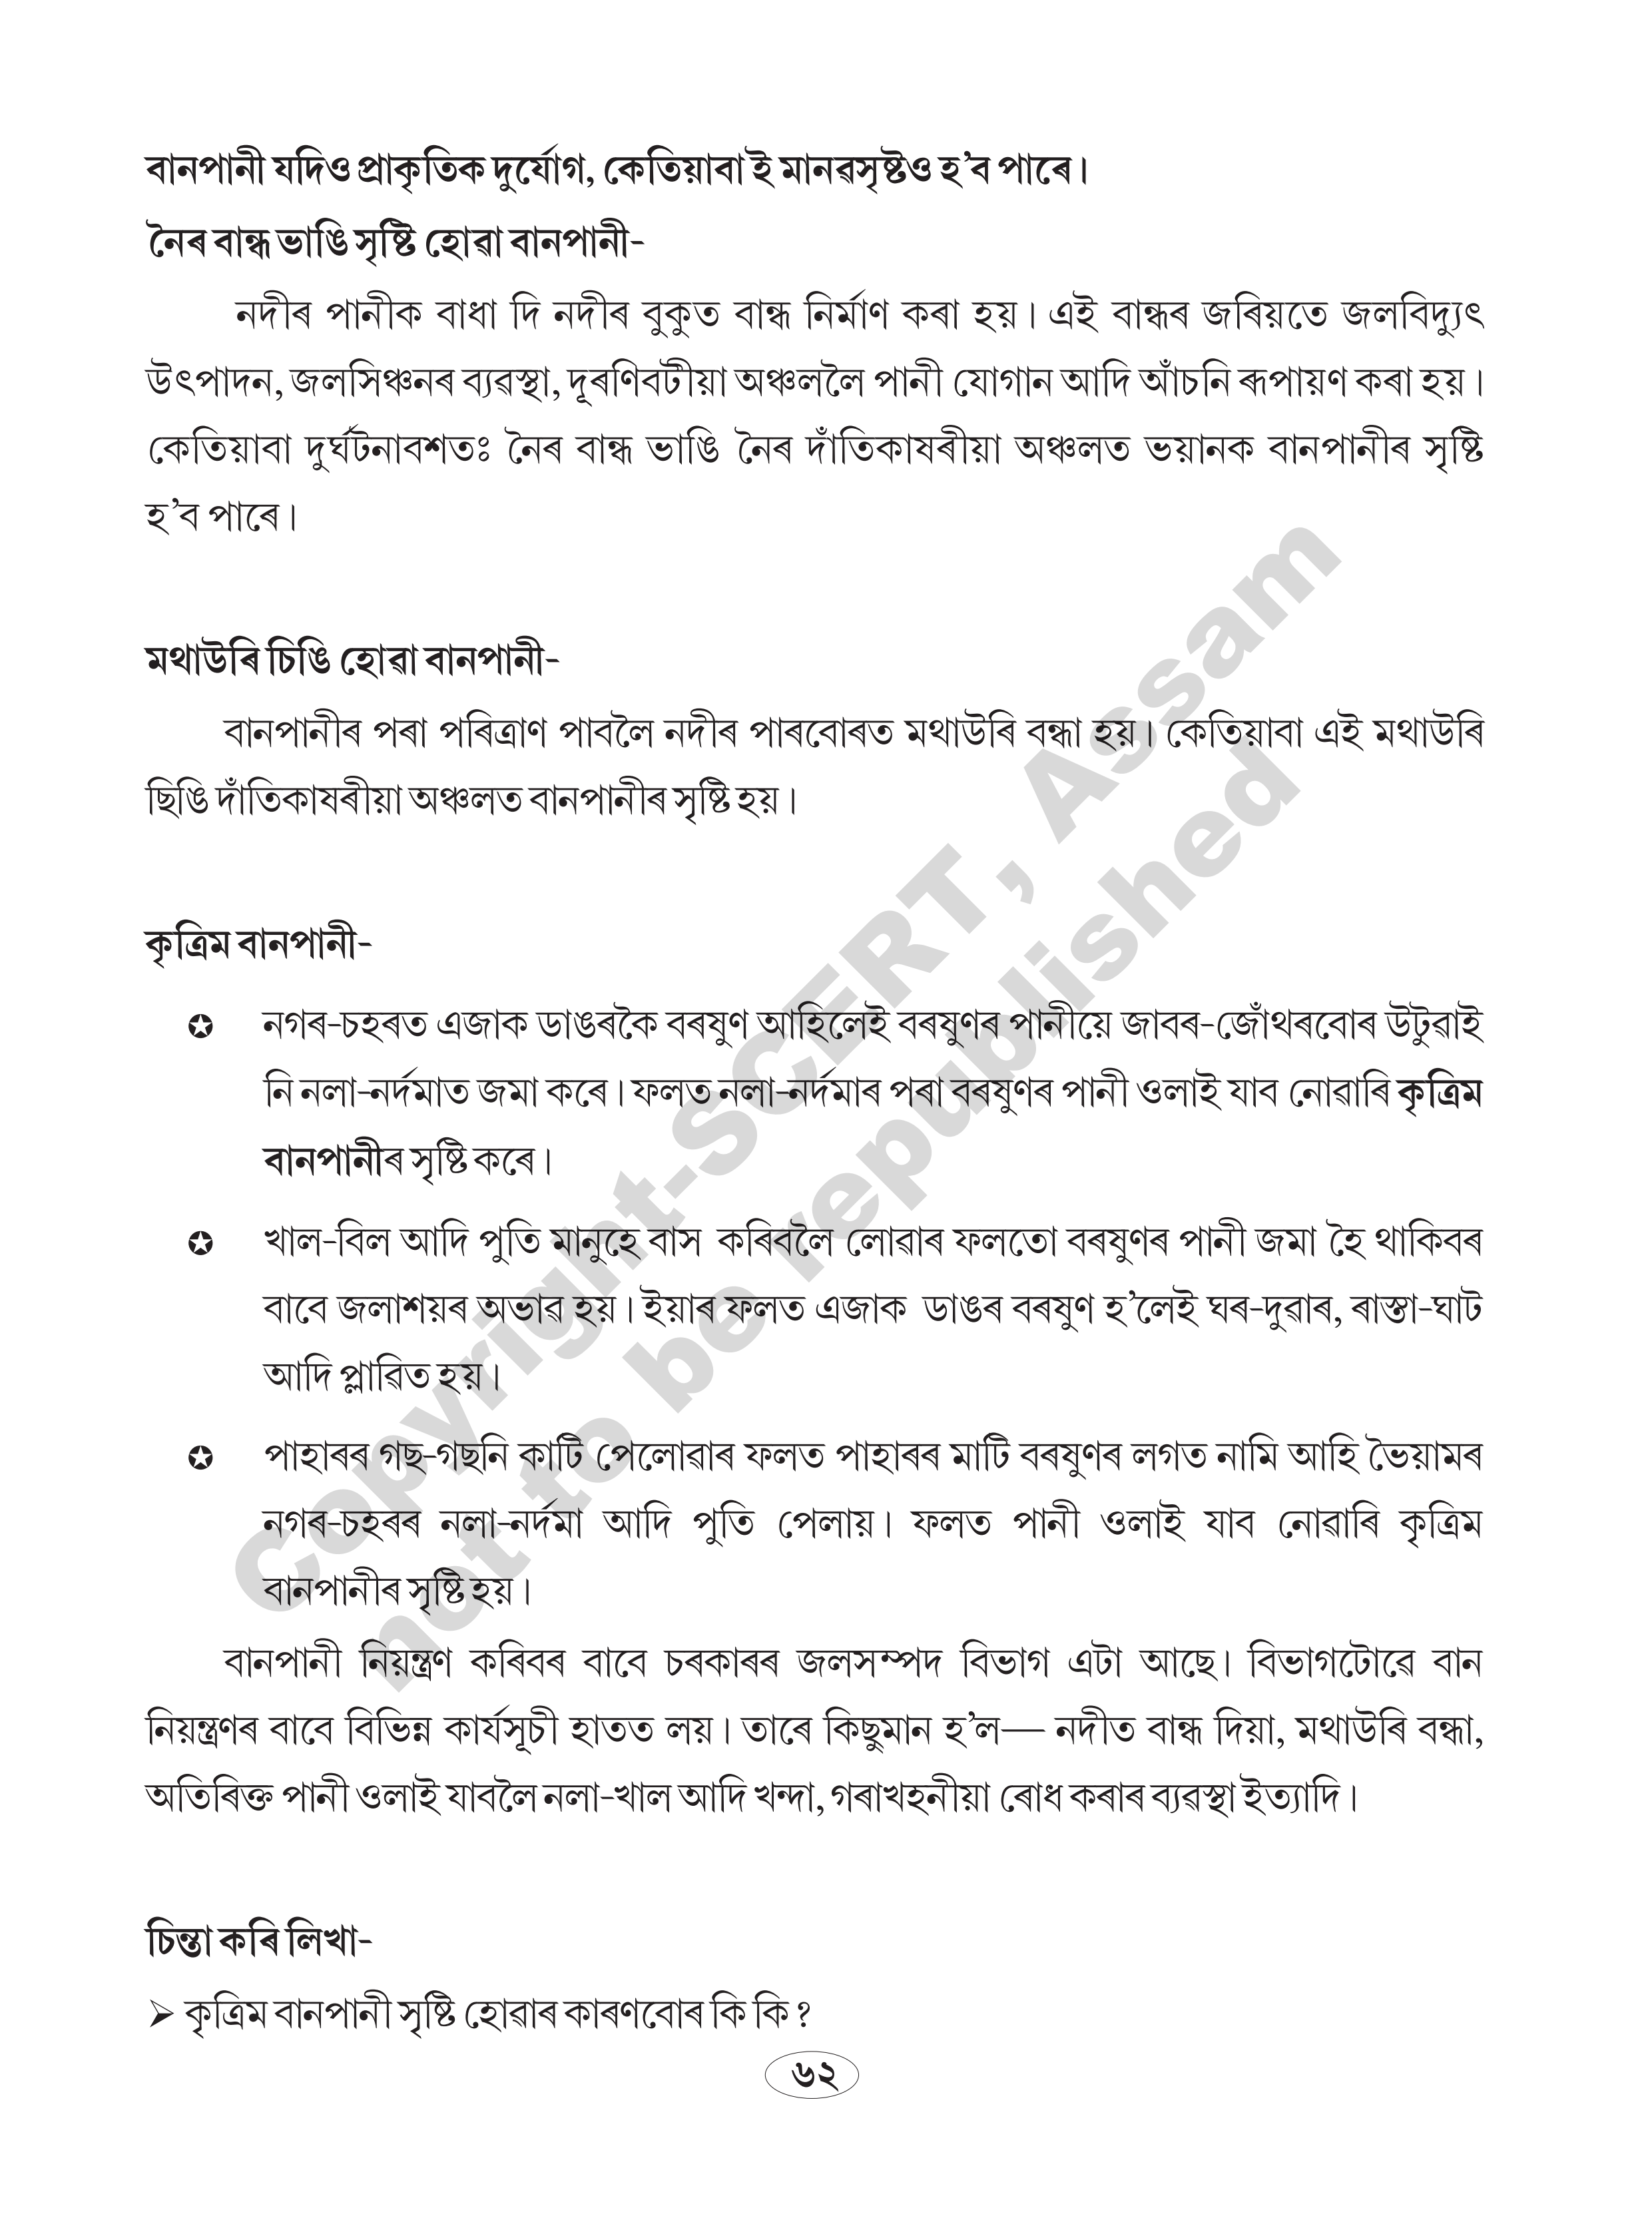 বানপানী যদিও প্ৰাকৃতিক দুৰ্যোগ, কেতিয়াবা ই মানৱসৃষ্টও হ’ব পাৰে।
নৈৰ বান্ধ ভাঙি সৃষ্টি হোৱা বানপানী-
নদীৰ পানীক বাধা দি নদীৰ বুকুত বান্ধ নিৰ্মাণ কৰা হয়। এই বান্ধৰ জৰিয়তে জলবিদ্যুৎ
উৎপাদন, জলসিঞ্চনৰ ব্যৱস্থা, দূৰণিবটীয়া অঞ্চললৈ পানী যোগান আদি আঁচনি ৰূপায়ণ কৰা হয়।
কেতিয়াবা দুৰ্ঘটনাবশতঃ নৈৰ বান্ধ ভাঙি নৈৰ দাঁতিকাষৰীয়া অঞ্চলত ভয়ানক বানপানীৰ সৃষ্টি
হ’ব পাৰে।
মথাউৰি চিঙি হোৱা বানপানী-
বানপানীৰ পৰা পৰিত্ৰাণ পাবলৈ নদীৰ পাৰবোৰত মথাউৰি বন্ধা হয়। কেতিয়াবা এই মথাউৰি
ছিঙি দাঁতিকাষৰীয়া অঞ্চলত বানপানীৰ সৃষ্টি হয়।
কৃত্ৰিম বানপানী-
✪ নগৰ-চহৰত এজাক ডাঙৰকৈ বৰষুণ আহিলেই বৰষুণৰ পানীয়ে জাবৰ-জোঁথৰবোৰ উটুৱাই
নি নলা-নৰ্দমাত জমা কৰে। ফলত নলা-নৰ্দমাৰ পৰা বৰষুণৰ পানী ওলাই যাব নোৱাৰি কৃত্ৰিম
বানপানীৰ সৃষ্টি কৰে।
✪ খাল-বিল আদি পুতি মানুহে বাস কৰিবলৈ লোৱাৰ ফলতো বৰষুণৰ পানী জমা হৈ থাকিবৰ
বাবে জলাশয়ৰ অভাৱ হয়। ইয়াৰ ফলত এজাক ডাঙৰ বৰষুণ হ’লেই ঘৰ-দুৱাৰ, ৰাস্তা-ঘাট
আদি প্লাৱিত হয়।
✪ পাহাৰৰ গছ-গছনি কাটি পেলোৱাৰ ফলত পাহাৰৰ মাটি বৰষুণৰ লগত নামি আহি ভৈয়ামৰ
নগৰ-চহৰৰ নলা-নৰ্দমা আদি পুতি পেলায়। ফলত পানী ওলাই যাব নোৱাৰি কৃত্ৰিম
বানপানীৰ সৃষ্টি হয়।
বানপানী নিয়ন্ত্ৰণ কৰিবৰ বাবে চৰকাৰৰ জলসম্পদ বিভাগ এটা আছে। বিভাগটোৱে বান
নিয়ন্ত্ৰণৰ বাবে বিভিন্ন কাৰ্যসূচী হাতত লয়। তাৰে কিছুমান হ’ল— নদীত বান্ধ দিয়া, মথাউৰি বন্ধা,
অতিৰিক্ত পানী ওলাই যাবলৈ নলা-খাল আদি খন্দা, গৰাখহনীয়া ৰোধ কৰাৰ ব্যৱস্থা ইত্যাদি।
চিন্তা কৰি লিখা-
➢ কৃত্ৰিম বানপানী সৃষ্টি হোৱাৰ কাৰণবোৰ কি কি ?
৬২
Copyright-SCERT, Assam
not to be republished